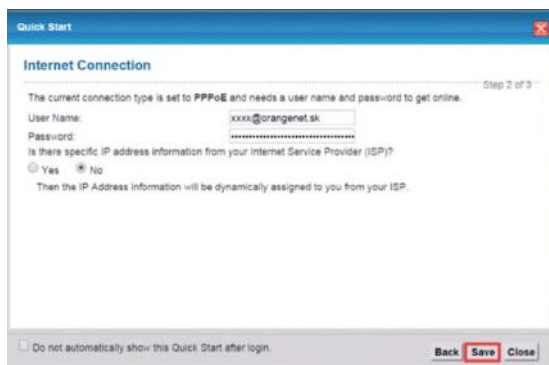 Quick Start
Internet Connection
Step 2 of 3
The current connection type is set to PPPoE and needs a user name and password to get online.
User Name: xxxx@orangenet.sk
Password: ••••••••••••••••••••••••••••••••
Is there specific IP address information from your Internet Service Provider (ISP)?
Yes No
Then the IP Address information will be dynamically assigned to you from your ISP.
Do not automatically show this Quick Start after login.
Back Save Close